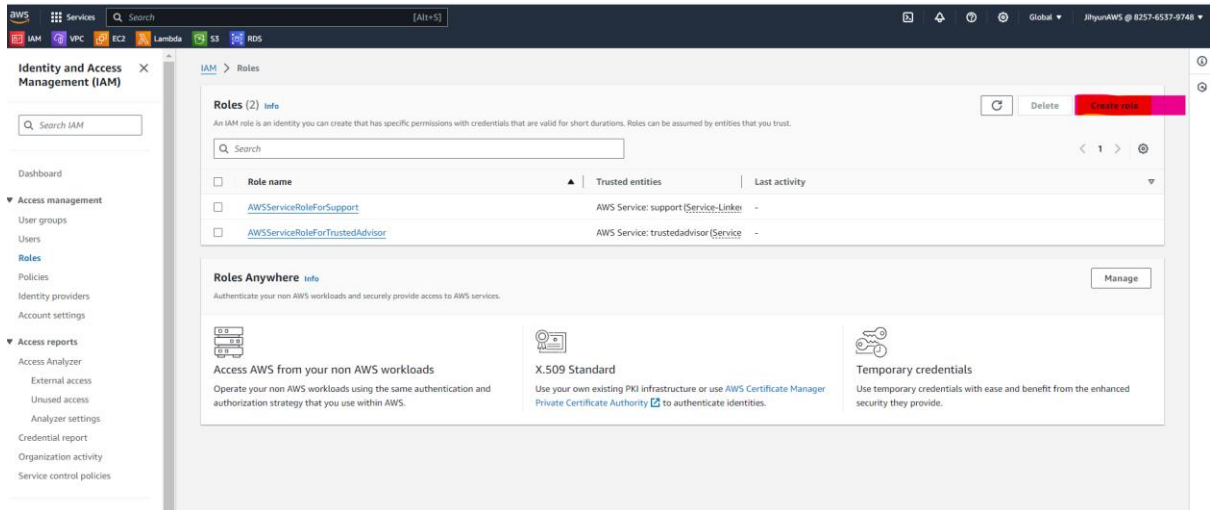 aws Services Search [Alt+S] Global JihyunAWS @ 8257-6537-9748
IAM VPC EC2 Lambda S3 RDS
Identity and Access Management (IAM)
Search IAM
Dashboard
Access management
User groups
Users
Roles
Policies
Identity providers
Account settings
Access reports
Access Analyzer
External access
Unused access
Analyzer settings
Credential report
Organization activity
Service control policies
IAM > Roles
Roles (2) Info
Delete
Create role
An IAM role is an identity you can create that has specific permissions with credentials that are valid for short durations. Roles can be assumed by entities that you trust.
Search
1
Role name Trusted entities Last activity
AWSServiceRoleForSupport AWS Service: support (Service-Linked -
AWSServiceRoleForTrustedAdvisor AWS Service: trustedadvisor (Service -
Roles Anywhere Info
Manage
Authenticate your non AWS workloads and securely provide access to AWS services.
Access AWS from your non AWS workloads
Operate your non AWS workloads using the same authentication and
authorization strategy that you use within AWS.
X.509 Standard
Use your own existing PKI infrastructure or use AWS Certificate Manager
Private Certificate Authority to authenticate identities.
Temporary credentials
Use temporary credentials with ease and benefit from the enhanced
security they provide.